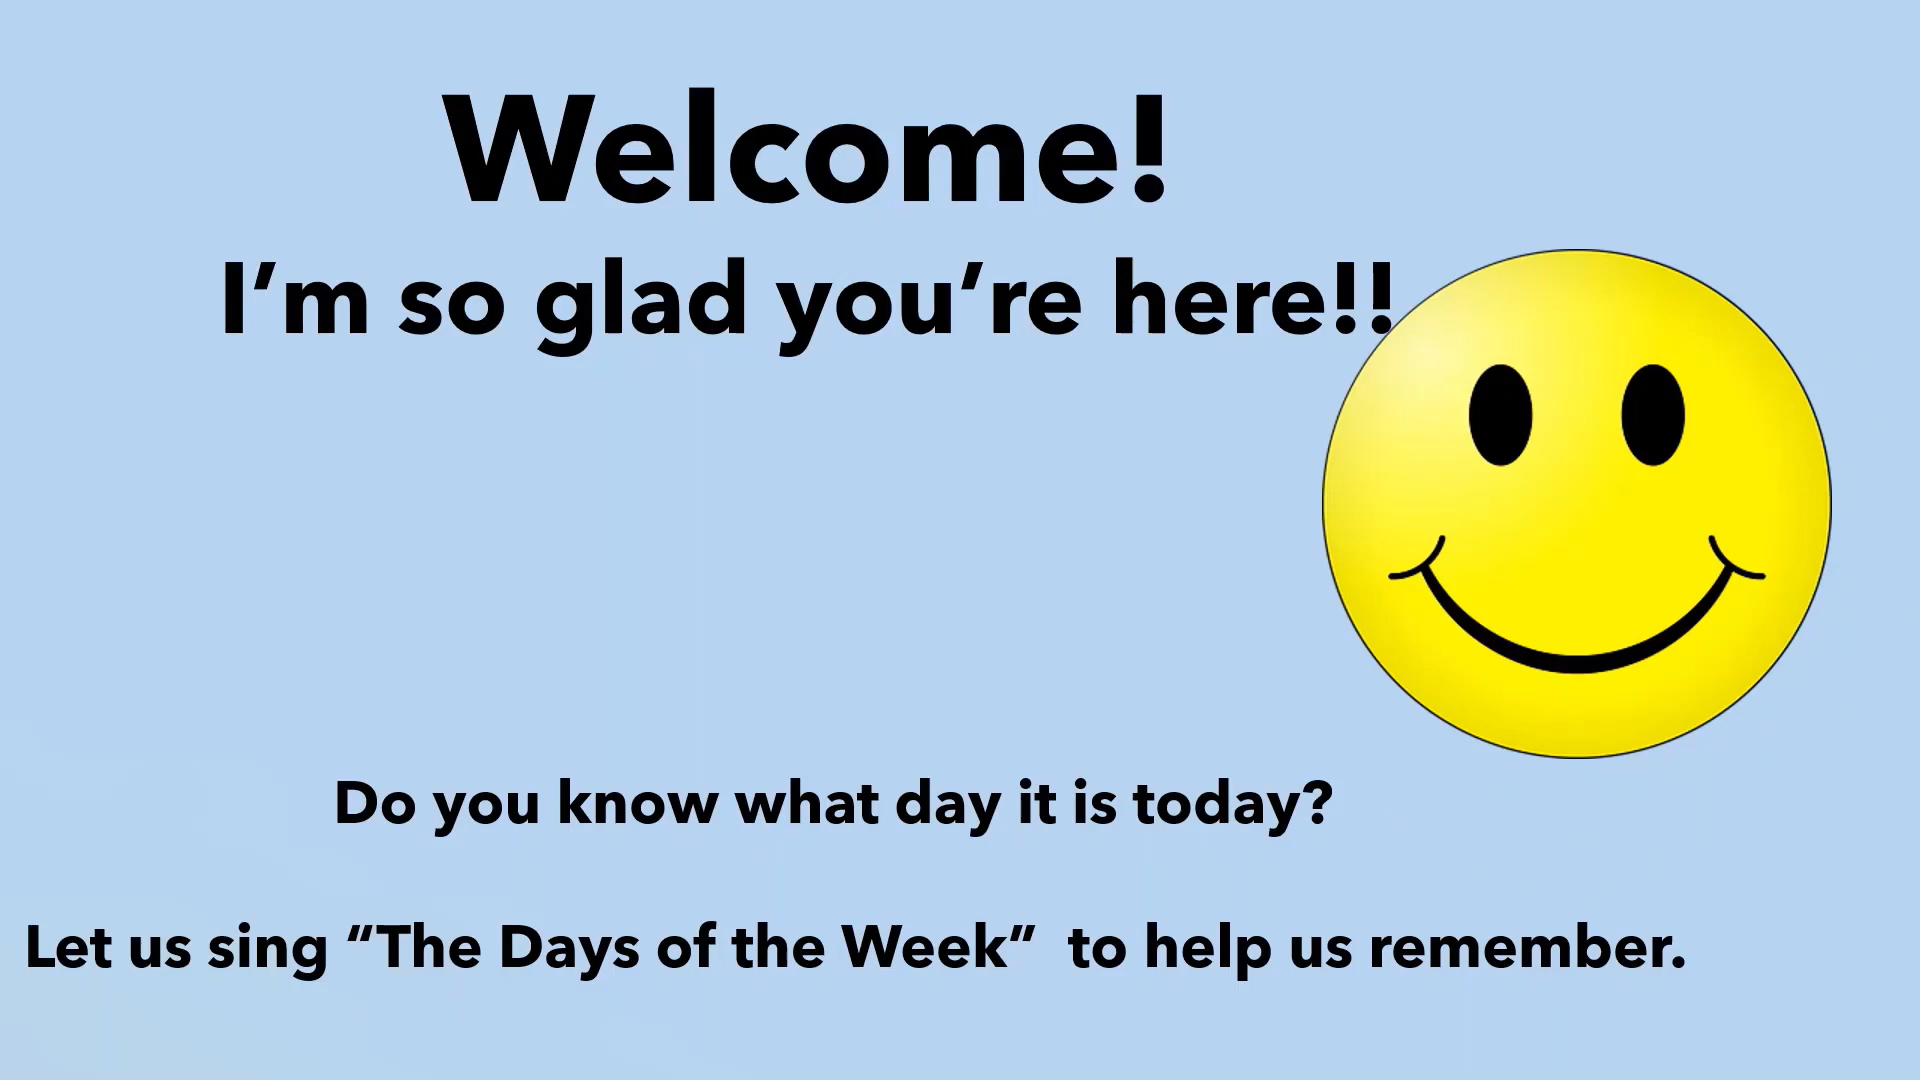 Welcome!
I’m so glad you’re here!!
Do you know what day it is today?
Let us sing “The Days of the Week”  to help us remember.